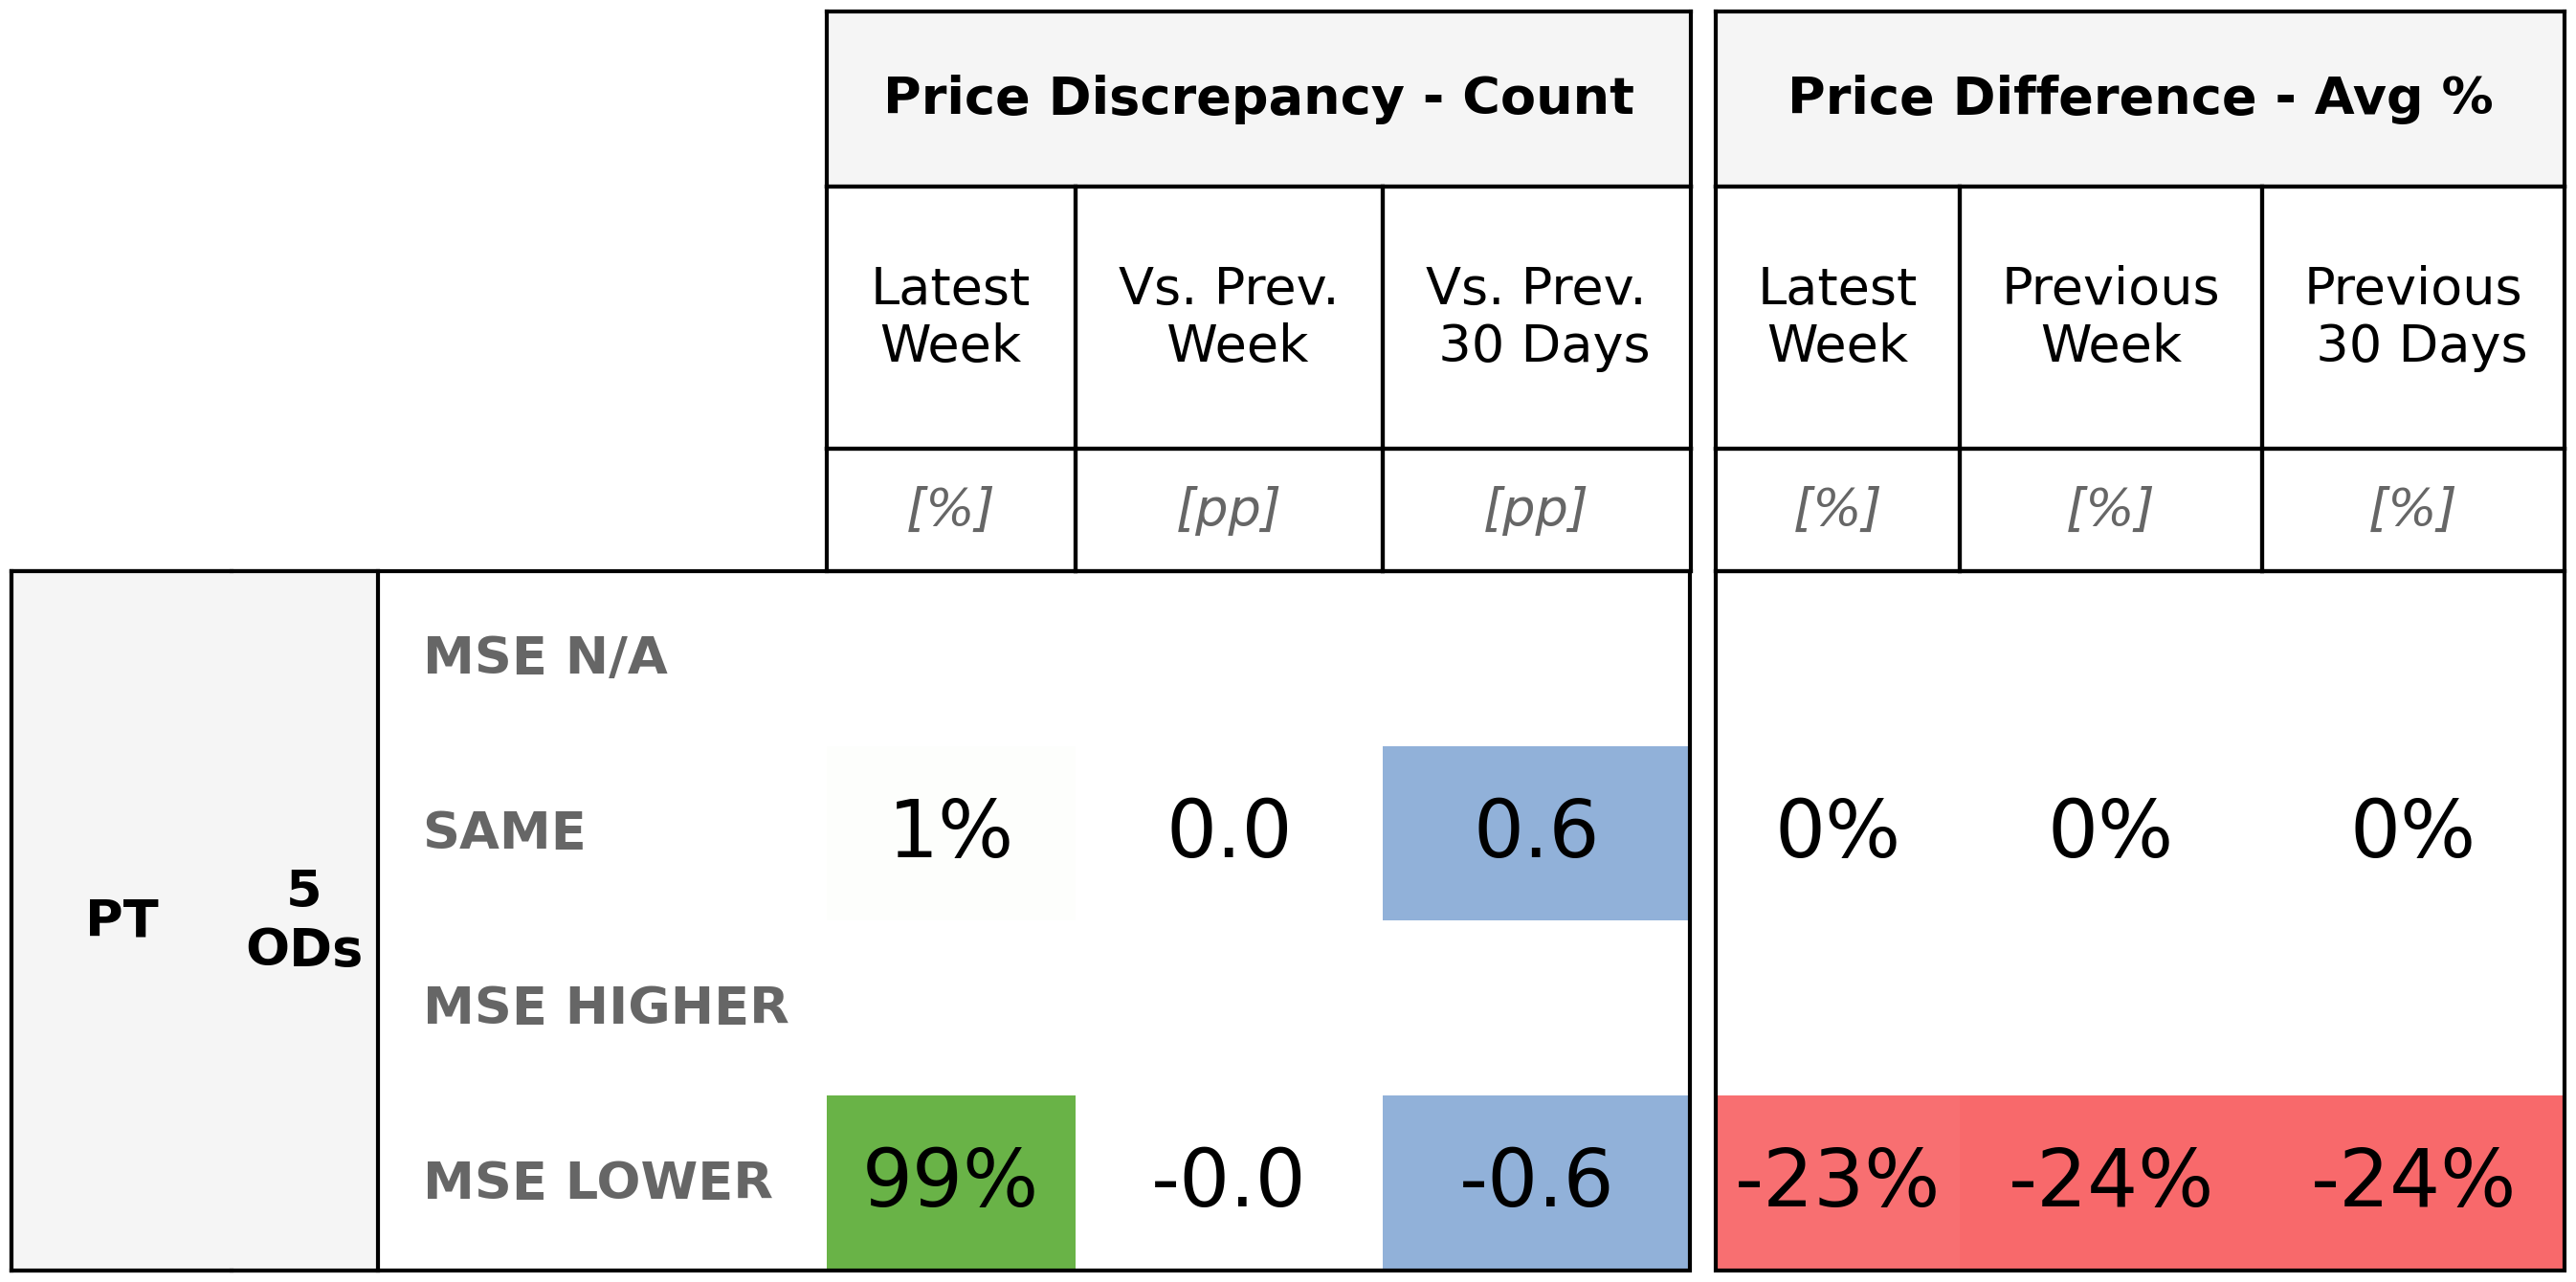 Price Discrepancy - Count Price Difference - Avg %
Latest Week Vs. Prev. Week Vs. Prev. 30 Days Latest Week Previous Week Previous 30 Days
[%] [pp] [pp] [%] [%] [%]
PT
5
ODs
MSE N/A
SAME 1% 0.0 0.6 0% 0% 0%
MSE HIGHER
MSE LOWER 99% -0.0 -0.6 -23% -24% -24%